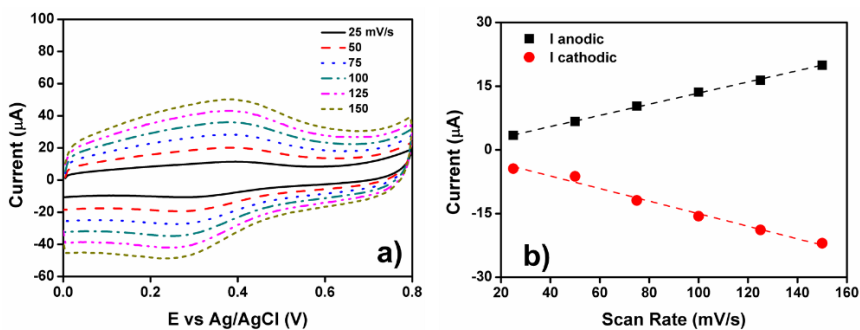 a)
100
80
60
40
20
0
-20
-40
-60
Current (μA)
25 mV/s
50
75
100
125
150
a)
0.0 0.2 0.4 0.6 0.8
E vs Ag/AgCl (V)
b)
30
15
0
-15
-30
Current (μA)
I anodic
I cathodic
b)
20 40 60 80 100 120 140 160
Scan Rate (mV/s)